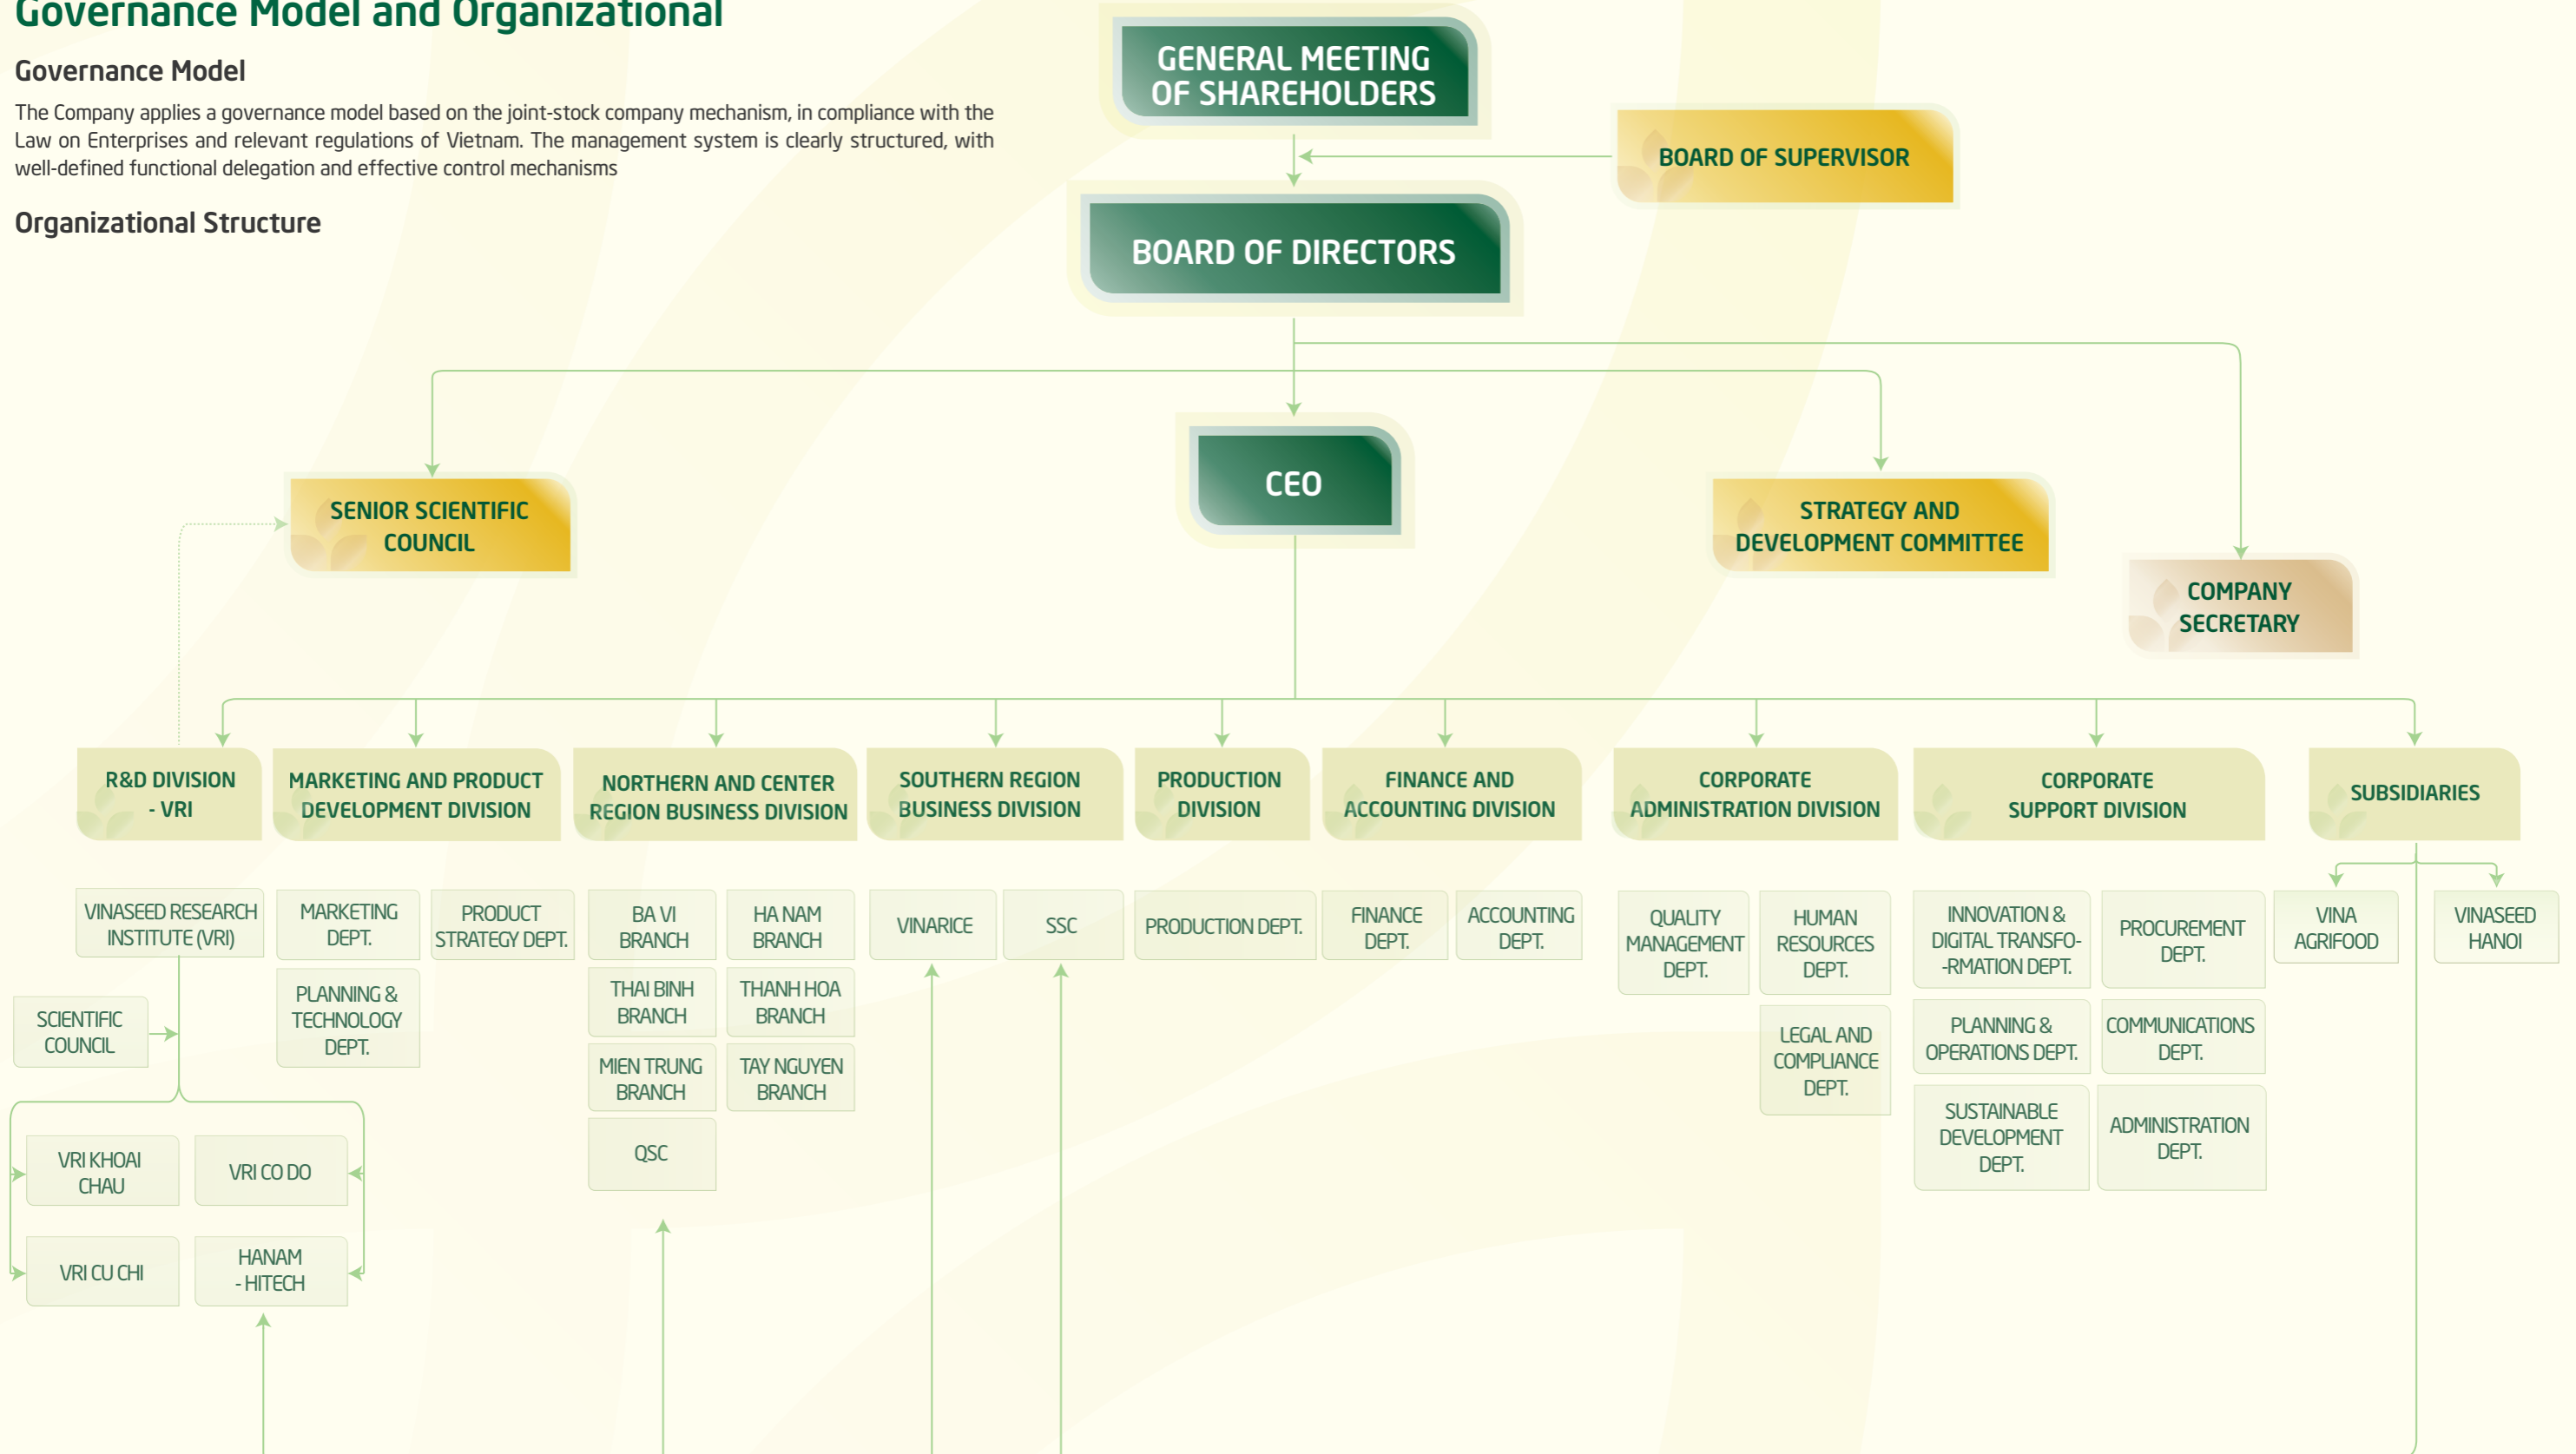 Governance Model and Organizational
Governance Model
The Company applies a governance model based on the joint-stock company mechanism, in compliance with the
Law on Enterprises and relevant regulations of Vietnam. The management system is clearly structured, with
well-defined functional delegation and effective control mechanisms
Organizational Structure
GENERAL MEETING
OF SHAREHOLDERS
BOARD OF SUPERVISOR
BOARD OF DIRECTORS
SENIOR SCIENTIFIC
COUNCIL
CEO
STRATEGY AND
DEVELOPMENT COMMITTEE
COMPANY
SECRETARY
R&D DIVISION
- VRI
MARKETING AND PRODUCT
DEVELOPMENT DIVISION
NORTHERN AND CENTER
REGION BUSINESS DIVISION
SOUTHERN REGION
BUSINESS DIVISION
PRODUCTION
DIVISION
FINANCE AND
ACCOUNTING DIVISION
CORPORATE
ADMINISTRATION DIVISION
CORPORATE
SUPPORT DIVISION
SUBSIDIARIES
VINASEED RESEARCH
INSTITUTE (VRI)
SCIENTIFIC
COUNCIL
VRI KHOAI
CHAU
VRI CO DO
VRI CU CHI
HANAM
- HITECH
MARKETING
DEPT.
PRODUCT
STRATEGY DEPT.
PLANNING &
TECHNOLOGY
DEPT.
BA VI
BRANCH
HA NAM
BRANCH
THAI BINH
BRANCH
THANH HOA
BRANCH
MIEN TRUNG
BRANCH
TAY NGUYEN
BRANCH
QSC
VINARICE
SSC
PRODUCTION DEPT.
FINANCE
DEPT.
ACCOUNTING
DEPT.
QUALITY
MANAGEMENT
DEPT.
HUMAN
RESOURCES
DEPT.
LEGAL AND
COMPLIANCE
DEPT.
INNOVATION &
DIGITAL TRANSFO-
-RMATION DEPT.
PROCUREMENT
DEPT.
PLANNING &
OPERATIONS DEPT.
COMMUNICATIONS
DEPT.
SUSTAINABLE
DEVELOPMENT
DEPT.
ADMINISTRATION
DEPT.
VINA
AGRIFOOD
VINASEED
HANOI